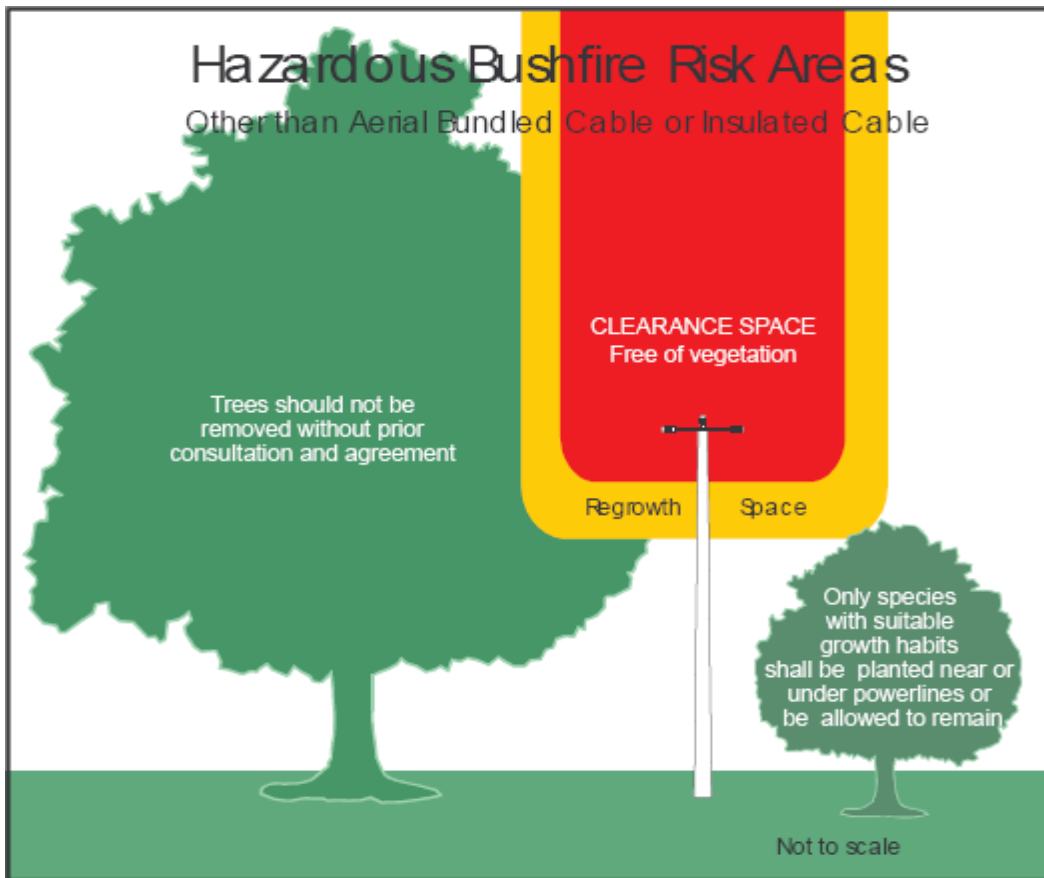 Hazardous Bushfire Risk Areas
Other than Aerial Bundled Cable or Insulated Cable
CLEARANCE SPACE
Free of vegetation
Trees should not be
removed without prior
consultation and agreement
Regrowth Space
Only species
with suitable
growth habits
shall be planted near or
under powerlines or
be allowed to remain
Not to scale